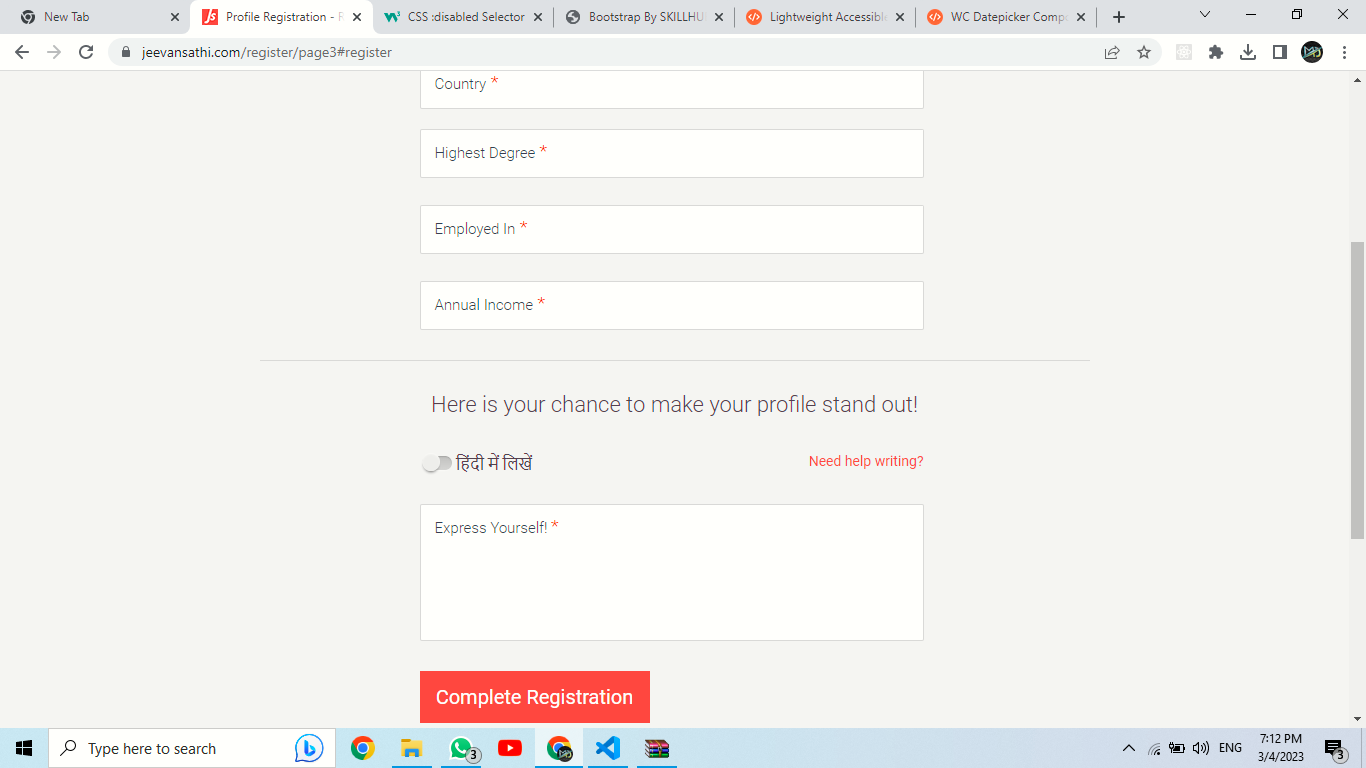 New Tab
Profile Registration - R
CSS :disabled Selector
Bootstrap By SKILLHU
Lightweight Accessible
WC Datepicker Compo
jeevansathi.com/register/page3#register
Country *
Highest Degree *
Employed In *
Annual Income *
Here is your chance to make your profile stand out!
हिंदी में लिखें
Need help writing?
Express Yourself! *
Complete Registration
Type here to search
3
ENG
7:12 PM
3/4/2023
3